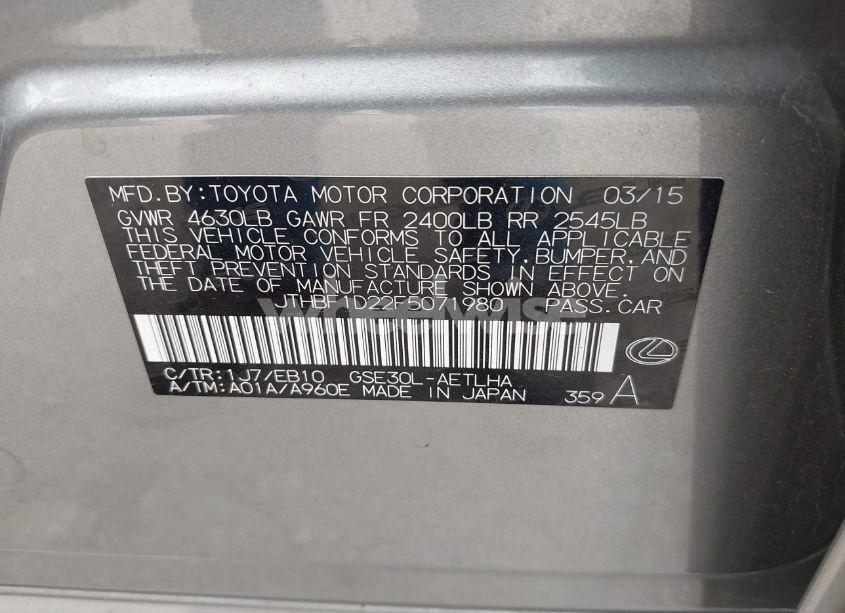 MFD.BY:TOYOTA MOTOR CORPORATION 03/15
GVWR 4630LB GAWR FR 2400LB RR 2545LB
THIS VEHICLE CONFORMS TO ALL APPLICABLE
FEDERAL MOTOR VEHICLE SAFETY,BUMPER,AND
THEFT PREVENTION STANDARDS IN EFFECT ON
THE DATE OF MANUFACTURE SHOWN ABOVE.
JTHBF1D22F5071980 PASS.CAR
C/TR:1J7/EB10 GSE30L-AETLHA
A/TM:A01A/A960E MADE IN JAPAN 359 A